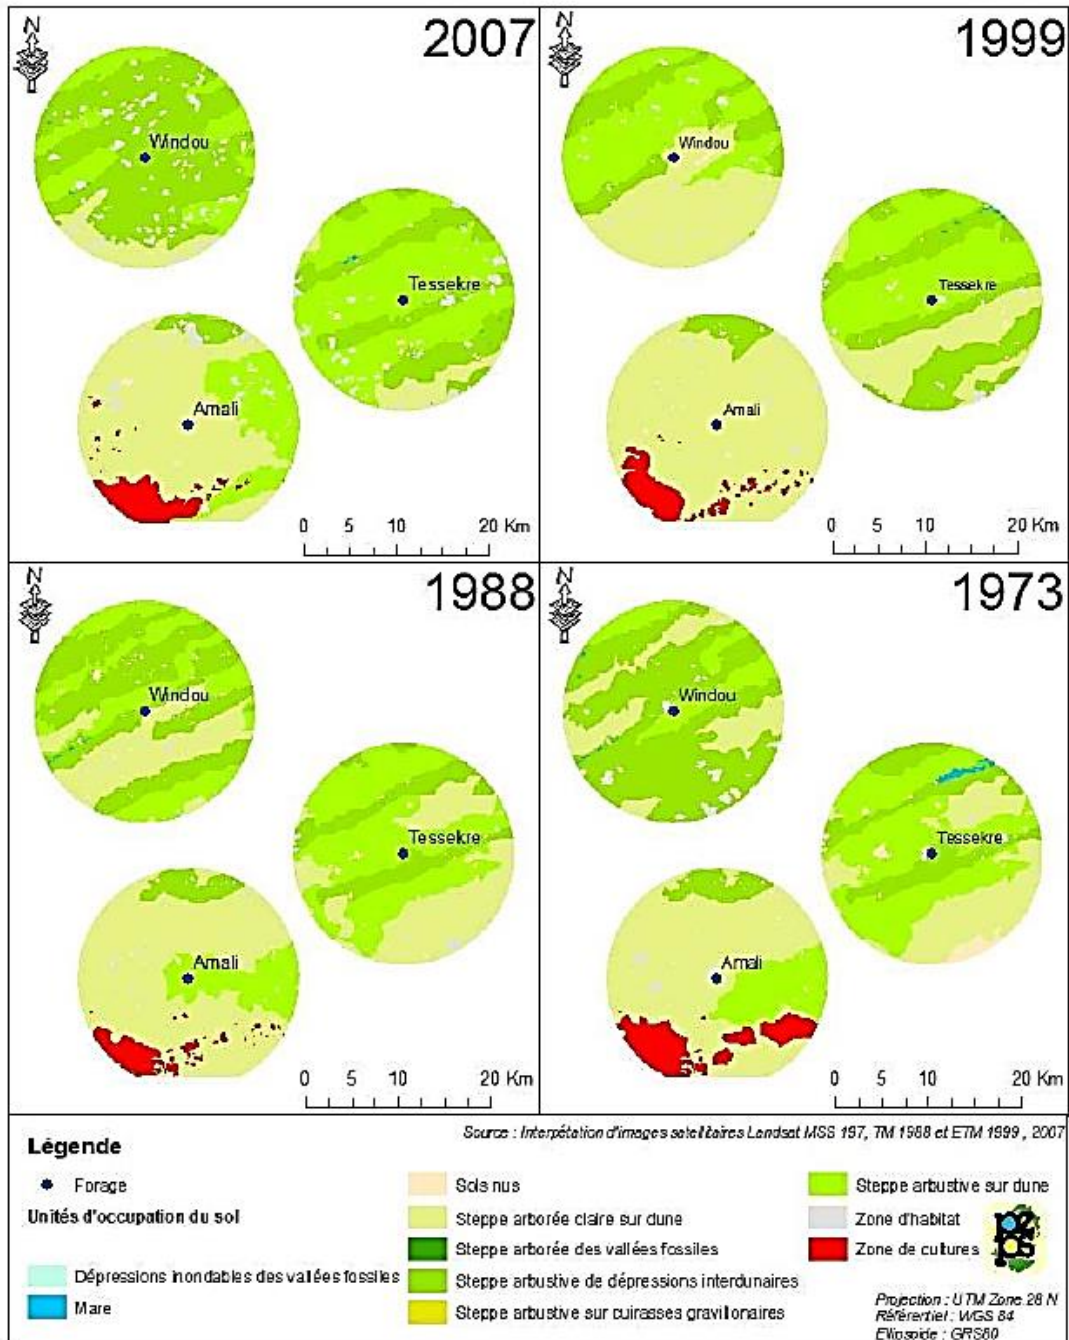 N
2007
Windou
Tessekre
Amali
0 5 10 20 Km
N
1999
Windou
Tessekre
Amali
0 5 10 20 Km
N
1988
Windou
Tessekre
Amali
0 5 10 20 Km
N
1973
Windou
Tessekre
Amali
0 5 10 20 Km
Légende
Source : Interpétation d'images satellitaires Landsat MSS 197, TM 1988 et ETM 1999 , 2007
Forage
Unités d'occupation du sol
Dépressions inondables des vallées fossiles
Mare
Sols nus
Steppe arborée claire sur dune
Steppe arborée des vallées fossiles
Steppe arbustive de dépressions interdunaires
Steppe arbustive sur cuirasses gravillonaires
Steppe arbustive sur dune
Zone d'habitat
Zone de cultures
Projection : UTM Zone 28 N
Référentiel : WGS 84
Ellipsoide : GRS80